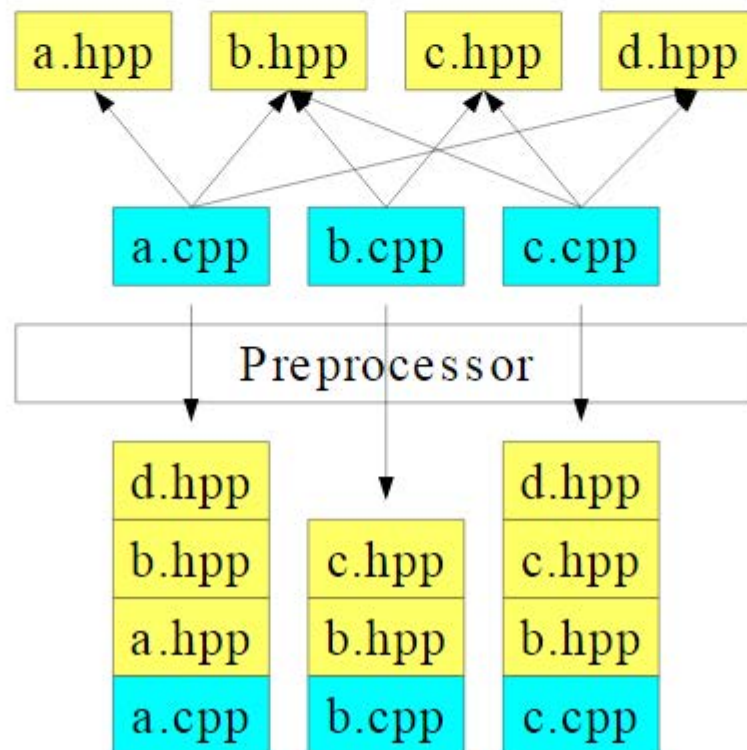 a.hpp b.hpp c.hpp d.hpp
a.cpp b.cpp c.cpp
Preprocessor
d.hpp d.hpp
b.hpp c.hpp c.hpp
a.hpp b.hpp b.hpp
a.cpp b.cpp c.cpp